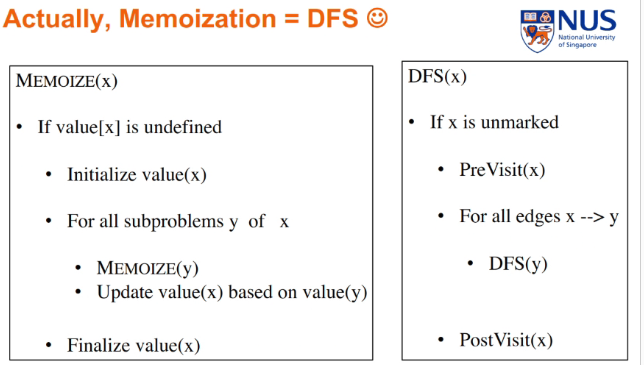 Actually, Memoization = DFS ☺
NUS
National University
of Singapore
MEMOIZE(x)
• If value[x] is undefined
• Initialize value(x)
• For all subproblems y of x
• MEMOIZE(y)
• Update value(x) based on value(y)
• Finalize value(x)
DFS(x)
• If x is unmarked
• PreVisit(x)
• For all edges x --> y
• DFS(y)
• PostVisit(x)